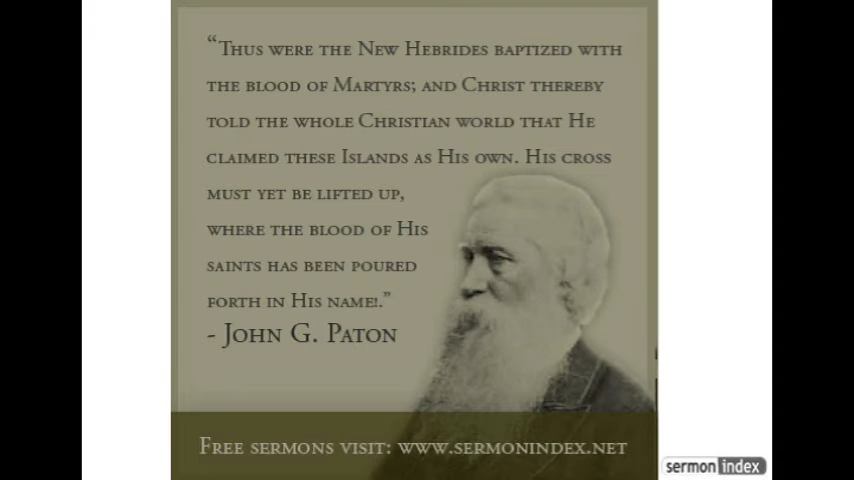 “Thus were the New Hebrides baptized with
the blood of Martyrs; and Christ thereby
told the whole Christian world that He
claimed these Islands as His own. His cross
must yet be lifted up,
where the blood of His
saints has been poured
forth in His name!.”
- John G. Paton
Free sermons visit: www.sermonindex.net
sermonindex